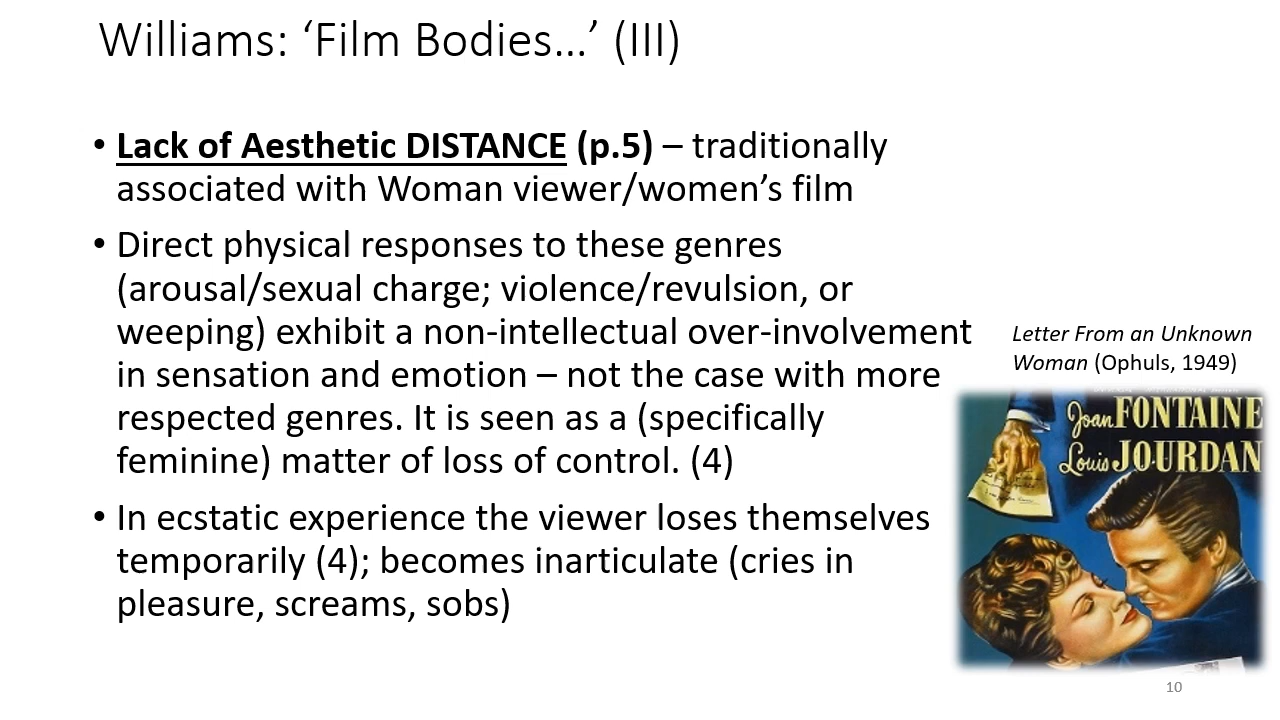 Williams: ‘Film Bodies…’ (III)
• Lack of Aesthetic DISTANCE (p.5) – traditionally
associated with Woman viewer/women’s film
• Direct physical responses to these genres
(arousal/sexual charge; violence/revulsion, or
weeping) exhibit a non-intellectual over-involvement
in sensation and emotion – not the case with more
respected genres. It is seen as a (specifically
feminine) matter of loss of control. (4)
• In ecstatic experience the viewer loses themselves
temporarily (4); becomes inarticulate (cries in
pleasure, screams, sobs)
Letter From an Unknown
Woman (Ophuls, 1949)
Joan FONTAINE
Louis JOURDAN
10